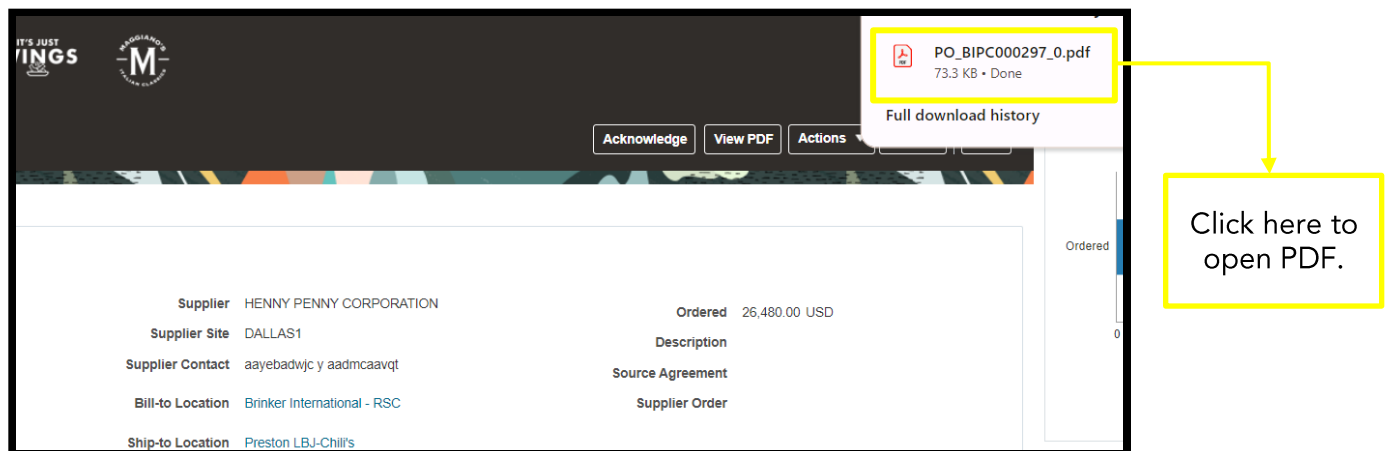 IT'S JUST
WINGS
MAGGIANO'S
M
ITALIAN CLASSICS
PO_BIPC000297_0.pdf
73.3 KB • Done
Full download history
Acknowledge
View PDF
Actions
Click here to
open PDF.
Supplier HENNY PENNY CORPORATION
Supplier Site DALLAS1
Supplier Contact aayebadwjc y aadmcaavqt
Bill-to Location Brinker International - RSC
Ship-to Location Preston LBJ-Chili's
Ordered 26,480.00 USD
Description
Source Agreement
Supplier Order
Ordered
0